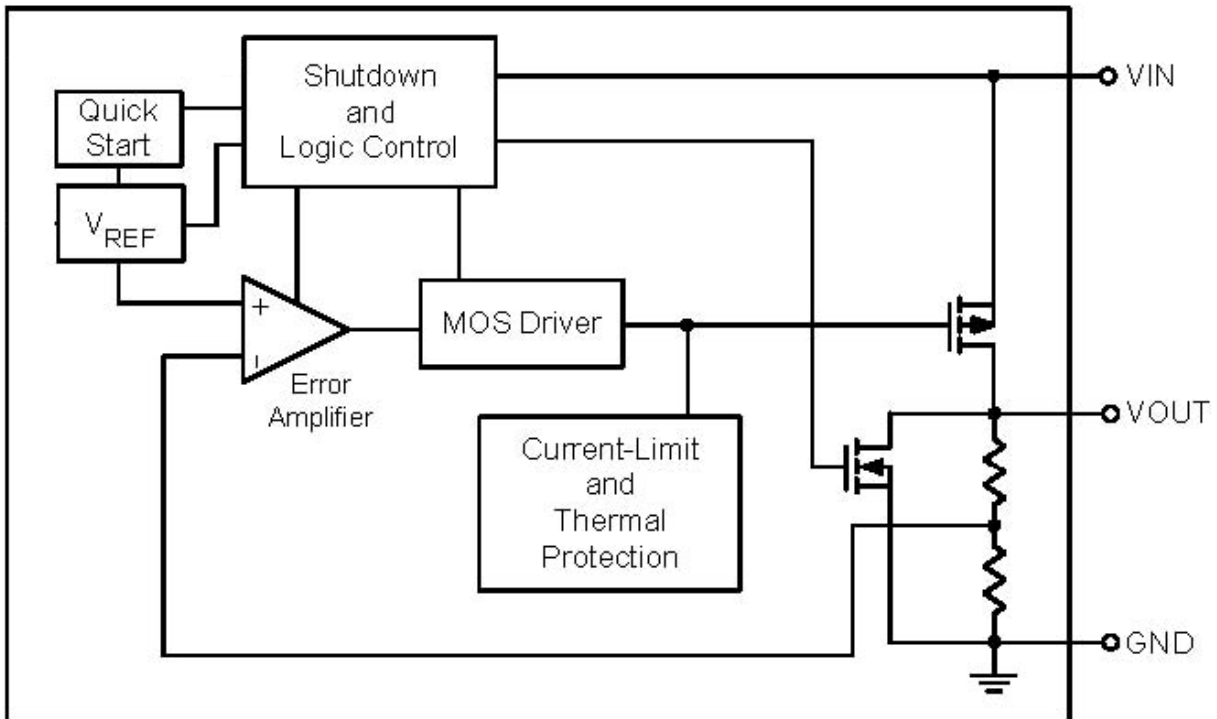 Shutdown
and
Logic Control
VIN
Quick
Start
VREF
+
-
Error
Amplifier
MOS Driver
VOUT
Current-Limit
and
Thermal
Protection
GND